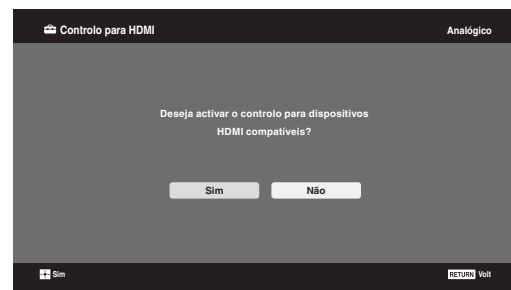 Controlo para HDMI
Analógico
Deseja activar o controlo para dispositivos
HDMI compatíveis?
Sim
Não
Sim
RETURN Volt